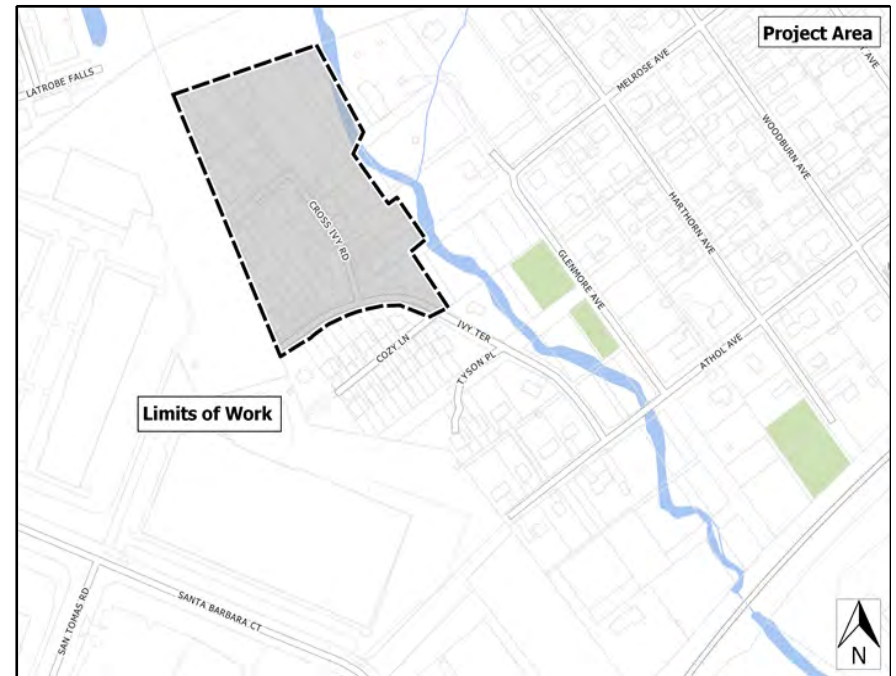 Project Area
LATROBE FALLS
MELROSE AVE
WOODBURN AVE
HARTHORN AVE
CROSS IVY RD
GLENMORE AVE
IVY TER
ATHOL AVE
COZY LN
TYSON PL
Limits of Work
SANTA BARBARA CT
SAN TOMAS RD
N